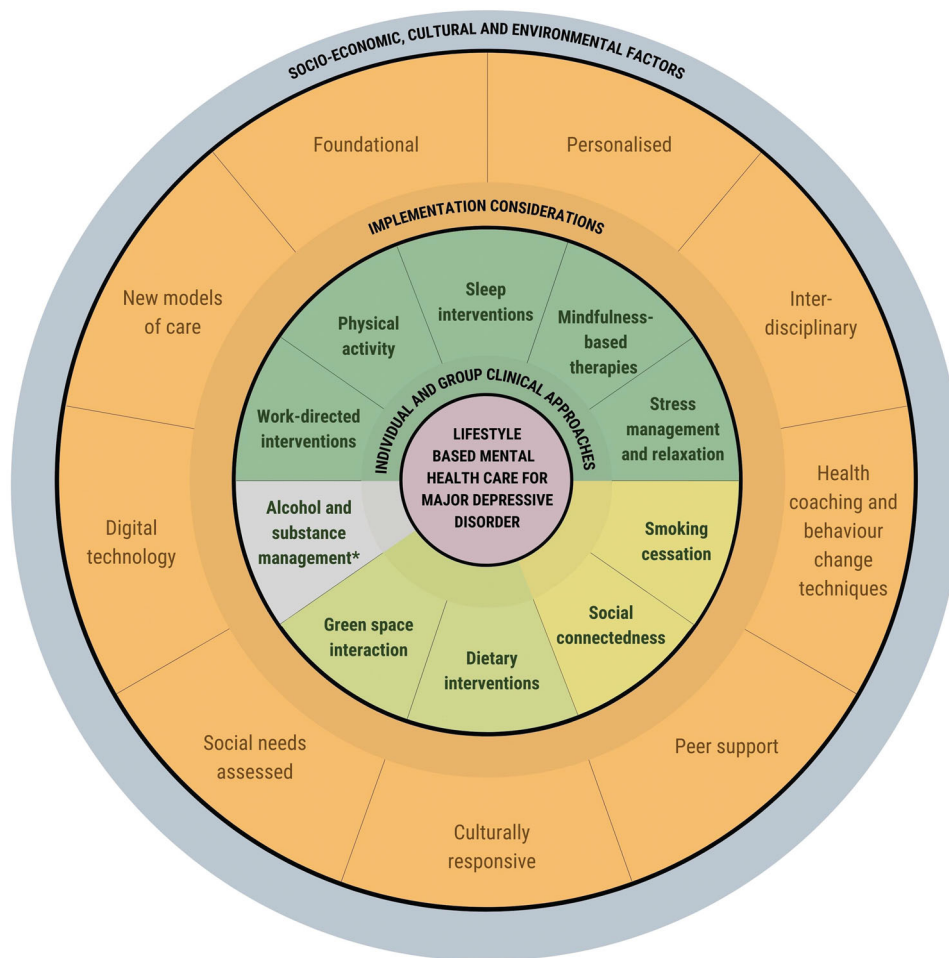 SOCIO-ECONOMIC, CULTURAL AND ENVIRONMENTAL FACTORS
Foundational
Personalised
IMPLEMENTATION CONSIDERATIONS
New models
of care
Inter-
disciplinary
Sleep
interventions
Physical
activity
Mindfulness-
based
therapies
Work-directed
interventions
Stress
management
and relaxation
INDIVIDUAL AND GROUP CLINICAL APPROACHES
LIFESTYLE
BASED MENTAL
HEALTH CARE FOR
MAJOR DEPRESSIVE
DISORDER
Digital
technology
Alcohol and
substance
management*
Smoking
cessation
Health
coaching and
behaviour
change
techniques
Green space
interaction
Dietary
interventions
Social
connectedness
Social needs
assessed
Culturally
responsive
Peer support